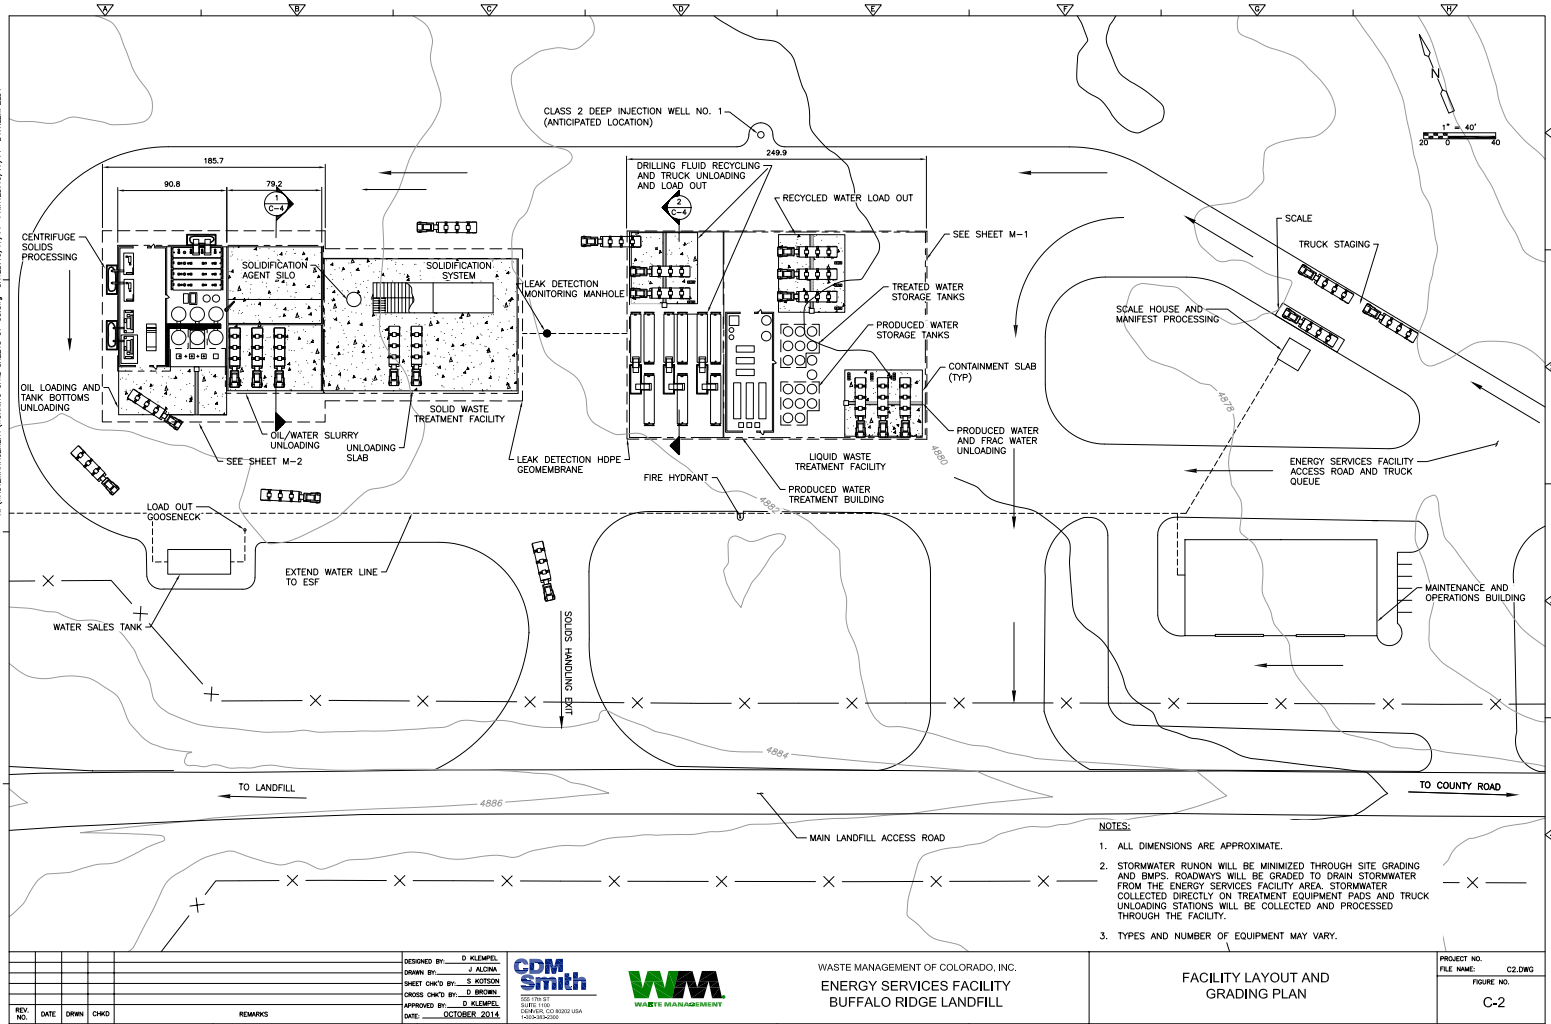 A B C D E F G H
N
1" = 40'
20 0 40
CLASS 2 DEEP INJECTION WELL NO. 1
(ANTICIPATED LOCATION)
185.7
90.8
79.2
249.9
1
C-4
2
C-4
DRILLING FLUID RECYCLING
AND TRUCK UNLOADING
AND LOAD OUT
RECYCLED WATER LOAD OUT
SEE SHEET M-1
SCALE
TRUCK STAGING
CENTRIFUGE
SOLIDS
PROCESSING
SOLIDIFICATION
AGENT SILO
SOLIDIFICATION
SYSTEM
LEAK DETECTION
MONITORING MANHOLE
TREATED WATER
STORAGE TANKS
PRODUCED WATER
STORAGE TANKS
SCALE HOUSE AND
MANIFEST PROCESSING
CONTAINMENT SLAB
(TYP)
OIL LOADING AND
TANK BOTTOMS
UNLOADING
OIL/WATER SLURRY
UNLOADING
UNLOADING
SLAB
SOLID WASTE
TREATMENT FACILITY
SEE SHEET M-2
LEAK DETECTION HDPE
GEOMEMBRANE
LIQUID WASTE
TREATMENT FACILITY
PRODUCED WATER
AND FRAC WATER
UNLOADING
4878
4880
4882
ENERGY SERVICES FACILITY
ACCESS ROAD AND TRUCK
QUEUE
FIRE HYDRANT
PRODUCED WATER
TREATMENT BUILDING
LOAD OUT
GOOSENECK
EXTEND WATER LINE
TO ESF
WATER SALES TANK
SOLIDS HANDLING EXIT
MAINTENANCE AND
OPERATIONS BUILDING
4884
TO LANDFILL
4886
TO COUNTY ROAD
MAIN LANDFILL ACCESS ROAD
NOTES:
1. ALL DIMENSIONS ARE APPROXIMATE.
2. STORMWATER RUNON WILL BE MINIMIZED THROUGH SITE GRADING
AND BMPS. ROADWAYS WILL BE GRADED TO DRAIN STORMWATER
FROM THE ENERGY SERVICES FACILITY AREA. STORMWATER
COLLECTED DIRECTLY ON TREATMENT EQUIPMENT PADS AND TRUCK
UNLOADING STATIONS WILL BE COLLECTED AND PROCESSED
THROUGH THE FACILITY.
3. TYPES AND NUMBER OF EQUIPMENT MAY VARY.
REV. NO. DATE DRWN CHKD REMARKS
DESIGNED BY: D KLEMPEL
DRAWN BY: J ALCINA
SHEET CHK'D BY: S KOTSON
CROSS CHK'D BY: D BROWN
APPROVED BY: D KLEMPEL
DATE: OCTOBER 2014
CDM
Smith
555 17th ST
SUITE 1100
DENVER, CO 80202 USA
1-303-383-2300
WM
WASTE MANAGEMENT
WASTE MANAGEMENT OF COLORADO, INC.
ENERGY SERVICES FACILITY
BUFFALO RIDGE LANDFILL
FACILITY LAYOUT AND
GRADING PLAN
PROJECT NO.
FILE NAME: C2.DWG
FIGURE NO.
C-2